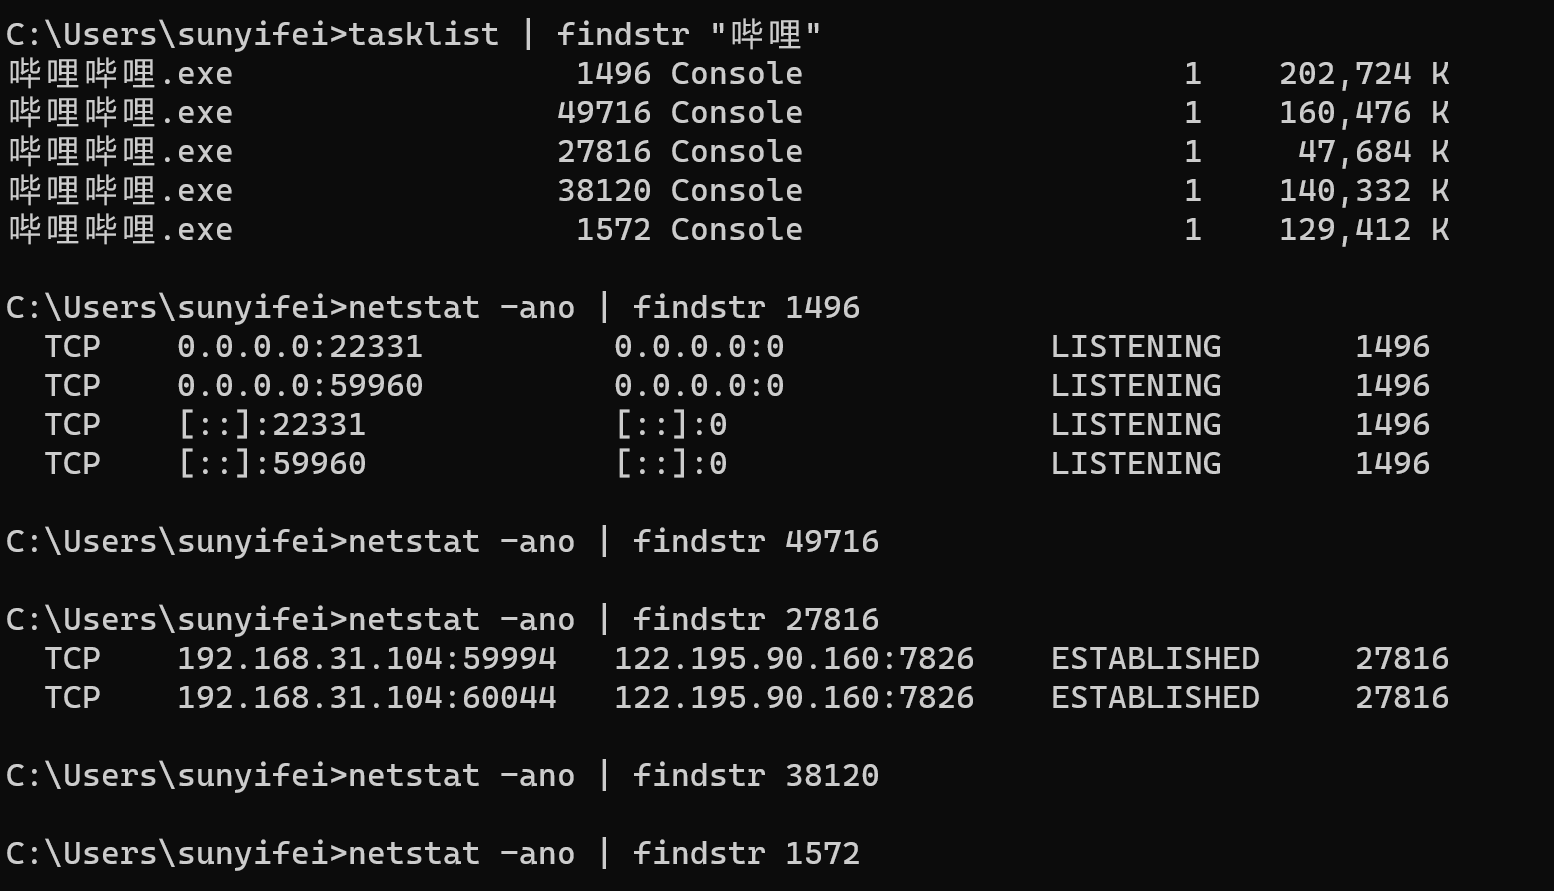 C:\Users\sunyifei>tasklist | findstr "哔哩"
哔哩哔哩.exe                  1496 Console                    1    202,724 K
哔哩哔哩.exe                 49716 Console                    1    160,476 K
哔哩哔哩.exe                 27816 Console                    1     47,684 K
哔哩哔哩.exe                 38120 Console                    1    140,332 K
哔哩哔哩.exe                  1572 Console                    1    129,412 K
C:\Users\sunyifei>netstat -ano | findstr 1496
  TCP    0.0.0.0:22331          0.0.0.0:0              LISTENING       1496
  TCP    0.0.0.0:59960          0.0.0.0:0              LISTENING       1496
  TCP    [::]:22331             [::]:0                 LISTENING       1496
  TCP    [::]:59960             [::]:0                 LISTENING       1496
C:\Users\sunyifei>netstat -ano | findstr 49716
C:\Users\sunyifei>netstat -ano | findstr 27816
  TCP    192.168.31.104:59994   122.195.90.160:7826    ESTABLISHED     27816
  TCP    192.168.31.104:60044   122.195.90.160:7826    ESTABLISHED     27816
C:\Users\sunyifei>netstat -ano | findstr 38120
C:\Users\sunyifei>netstat -ano | findstr 1572